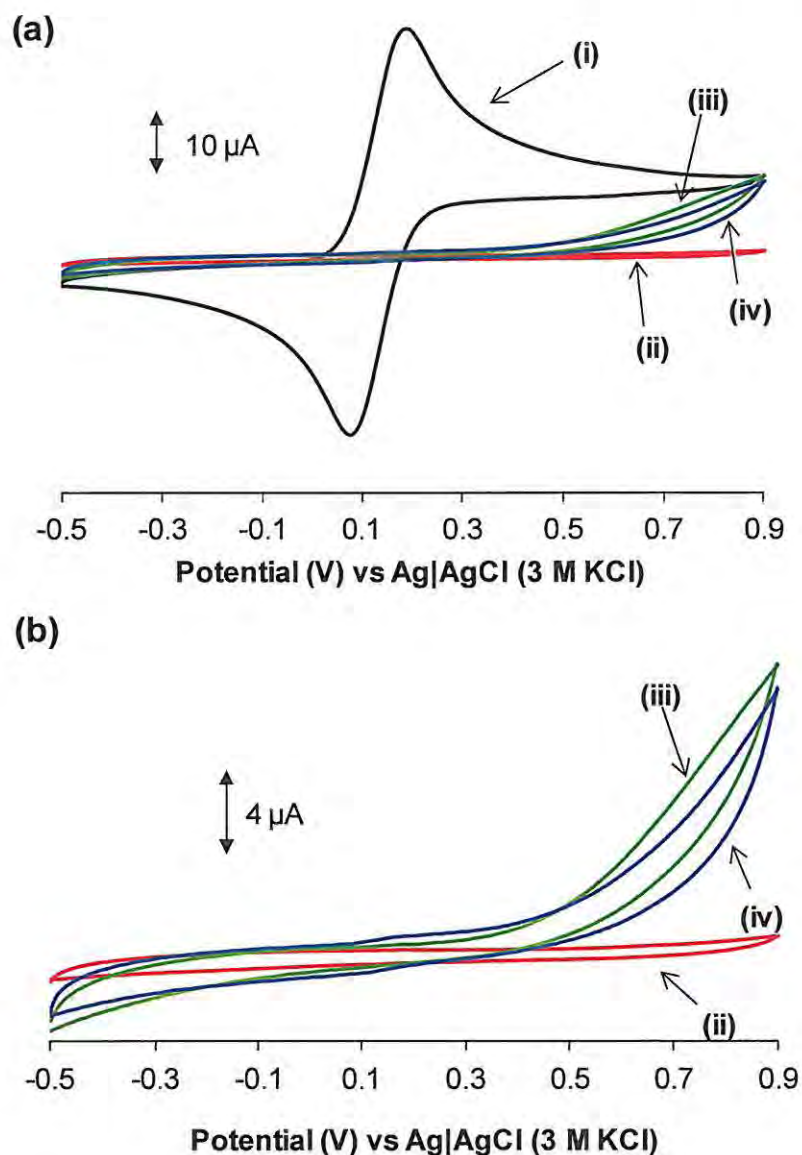 (a)
(i)
(iii)
10 µA
(iv)
(ii)
-0.5 -0.3 -0.1 0.1 0.3 0.5 0.7 0.9
Potential (V) vs Ag|AgCl (3 M KCl)
(b)
(iii)
4 µA
(iv)
(ii)
-0.5 -0.3 -0.1 0.1 0.3 0.5 0.7 0.9
Potential (V) vs Ag|AgCl (3 M KCl)